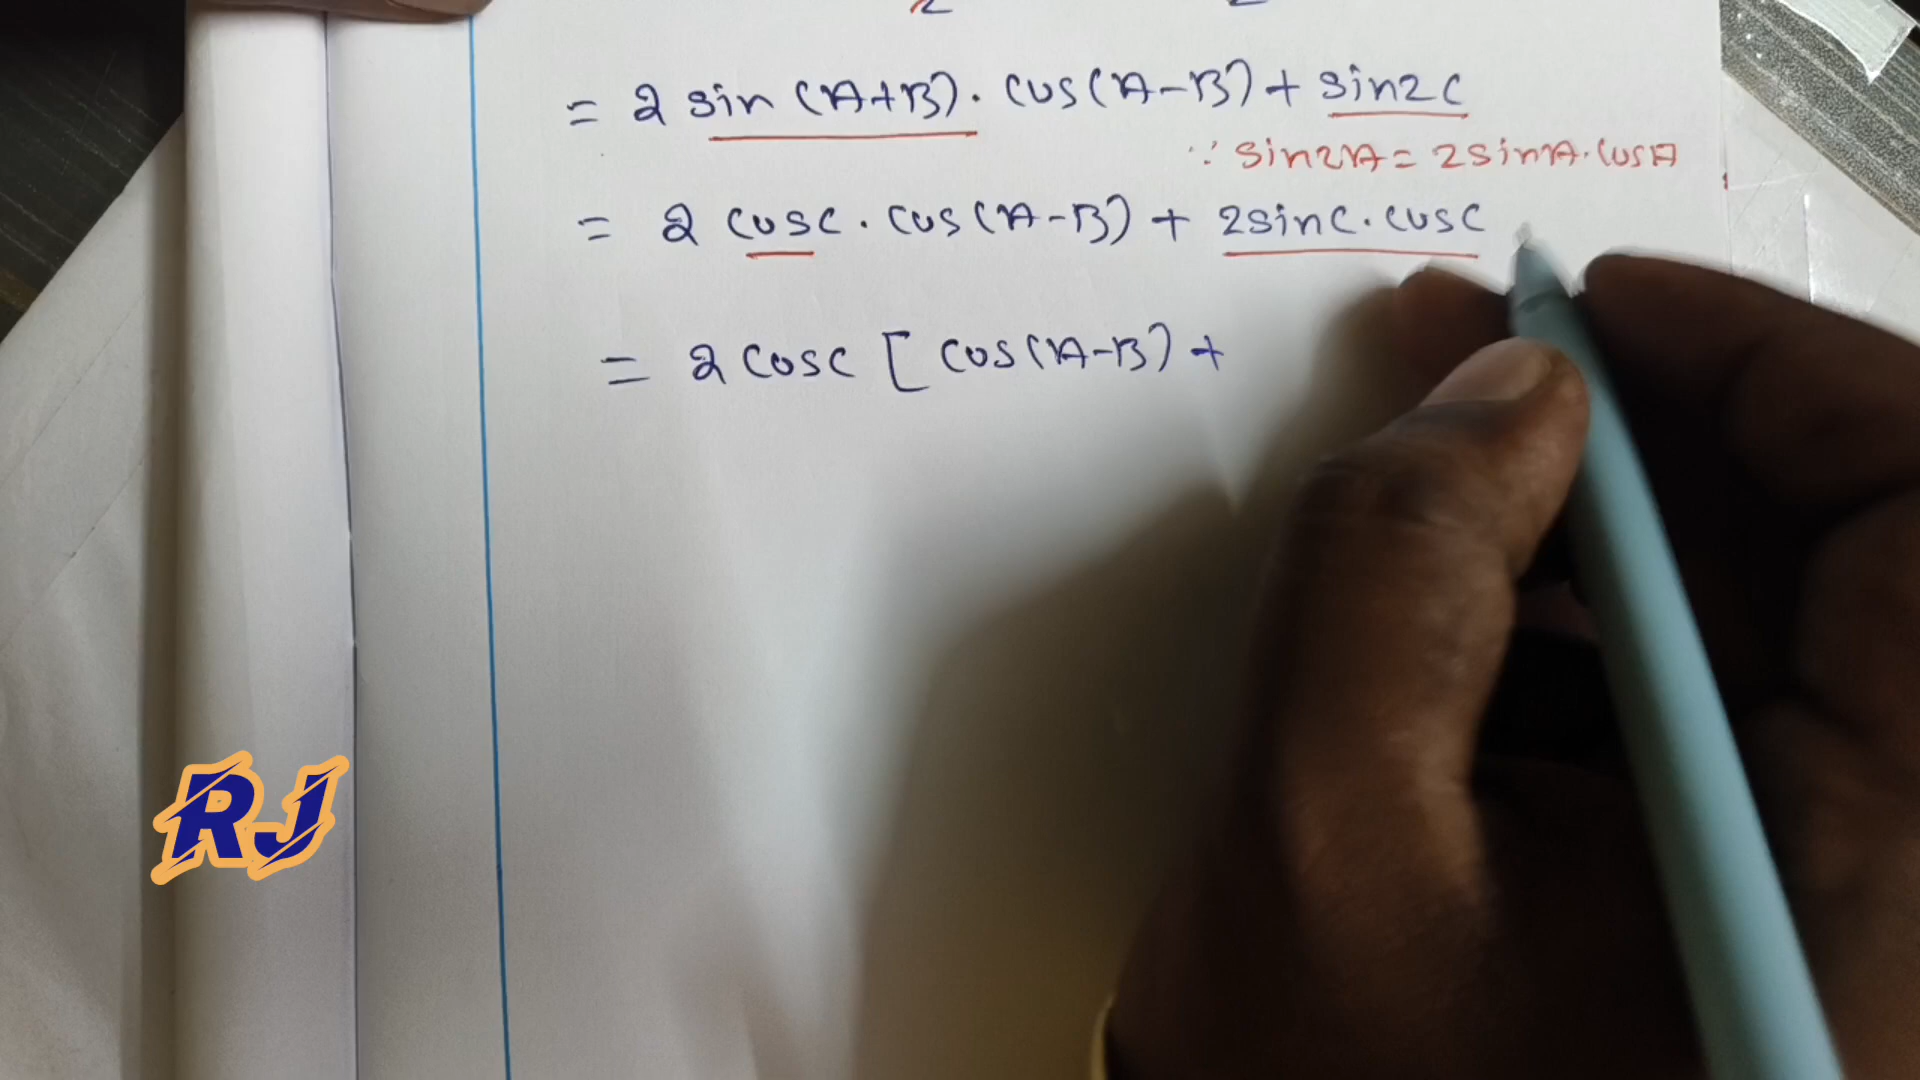 = 2 sin (A+B). cos(A-B) + sin2C
∵ sin2A = 2sinA.cosA
= 2 cosc . cos(A-B) + 2sinc.cosc
= 2 cosc [ cos(A-B) +
RJ